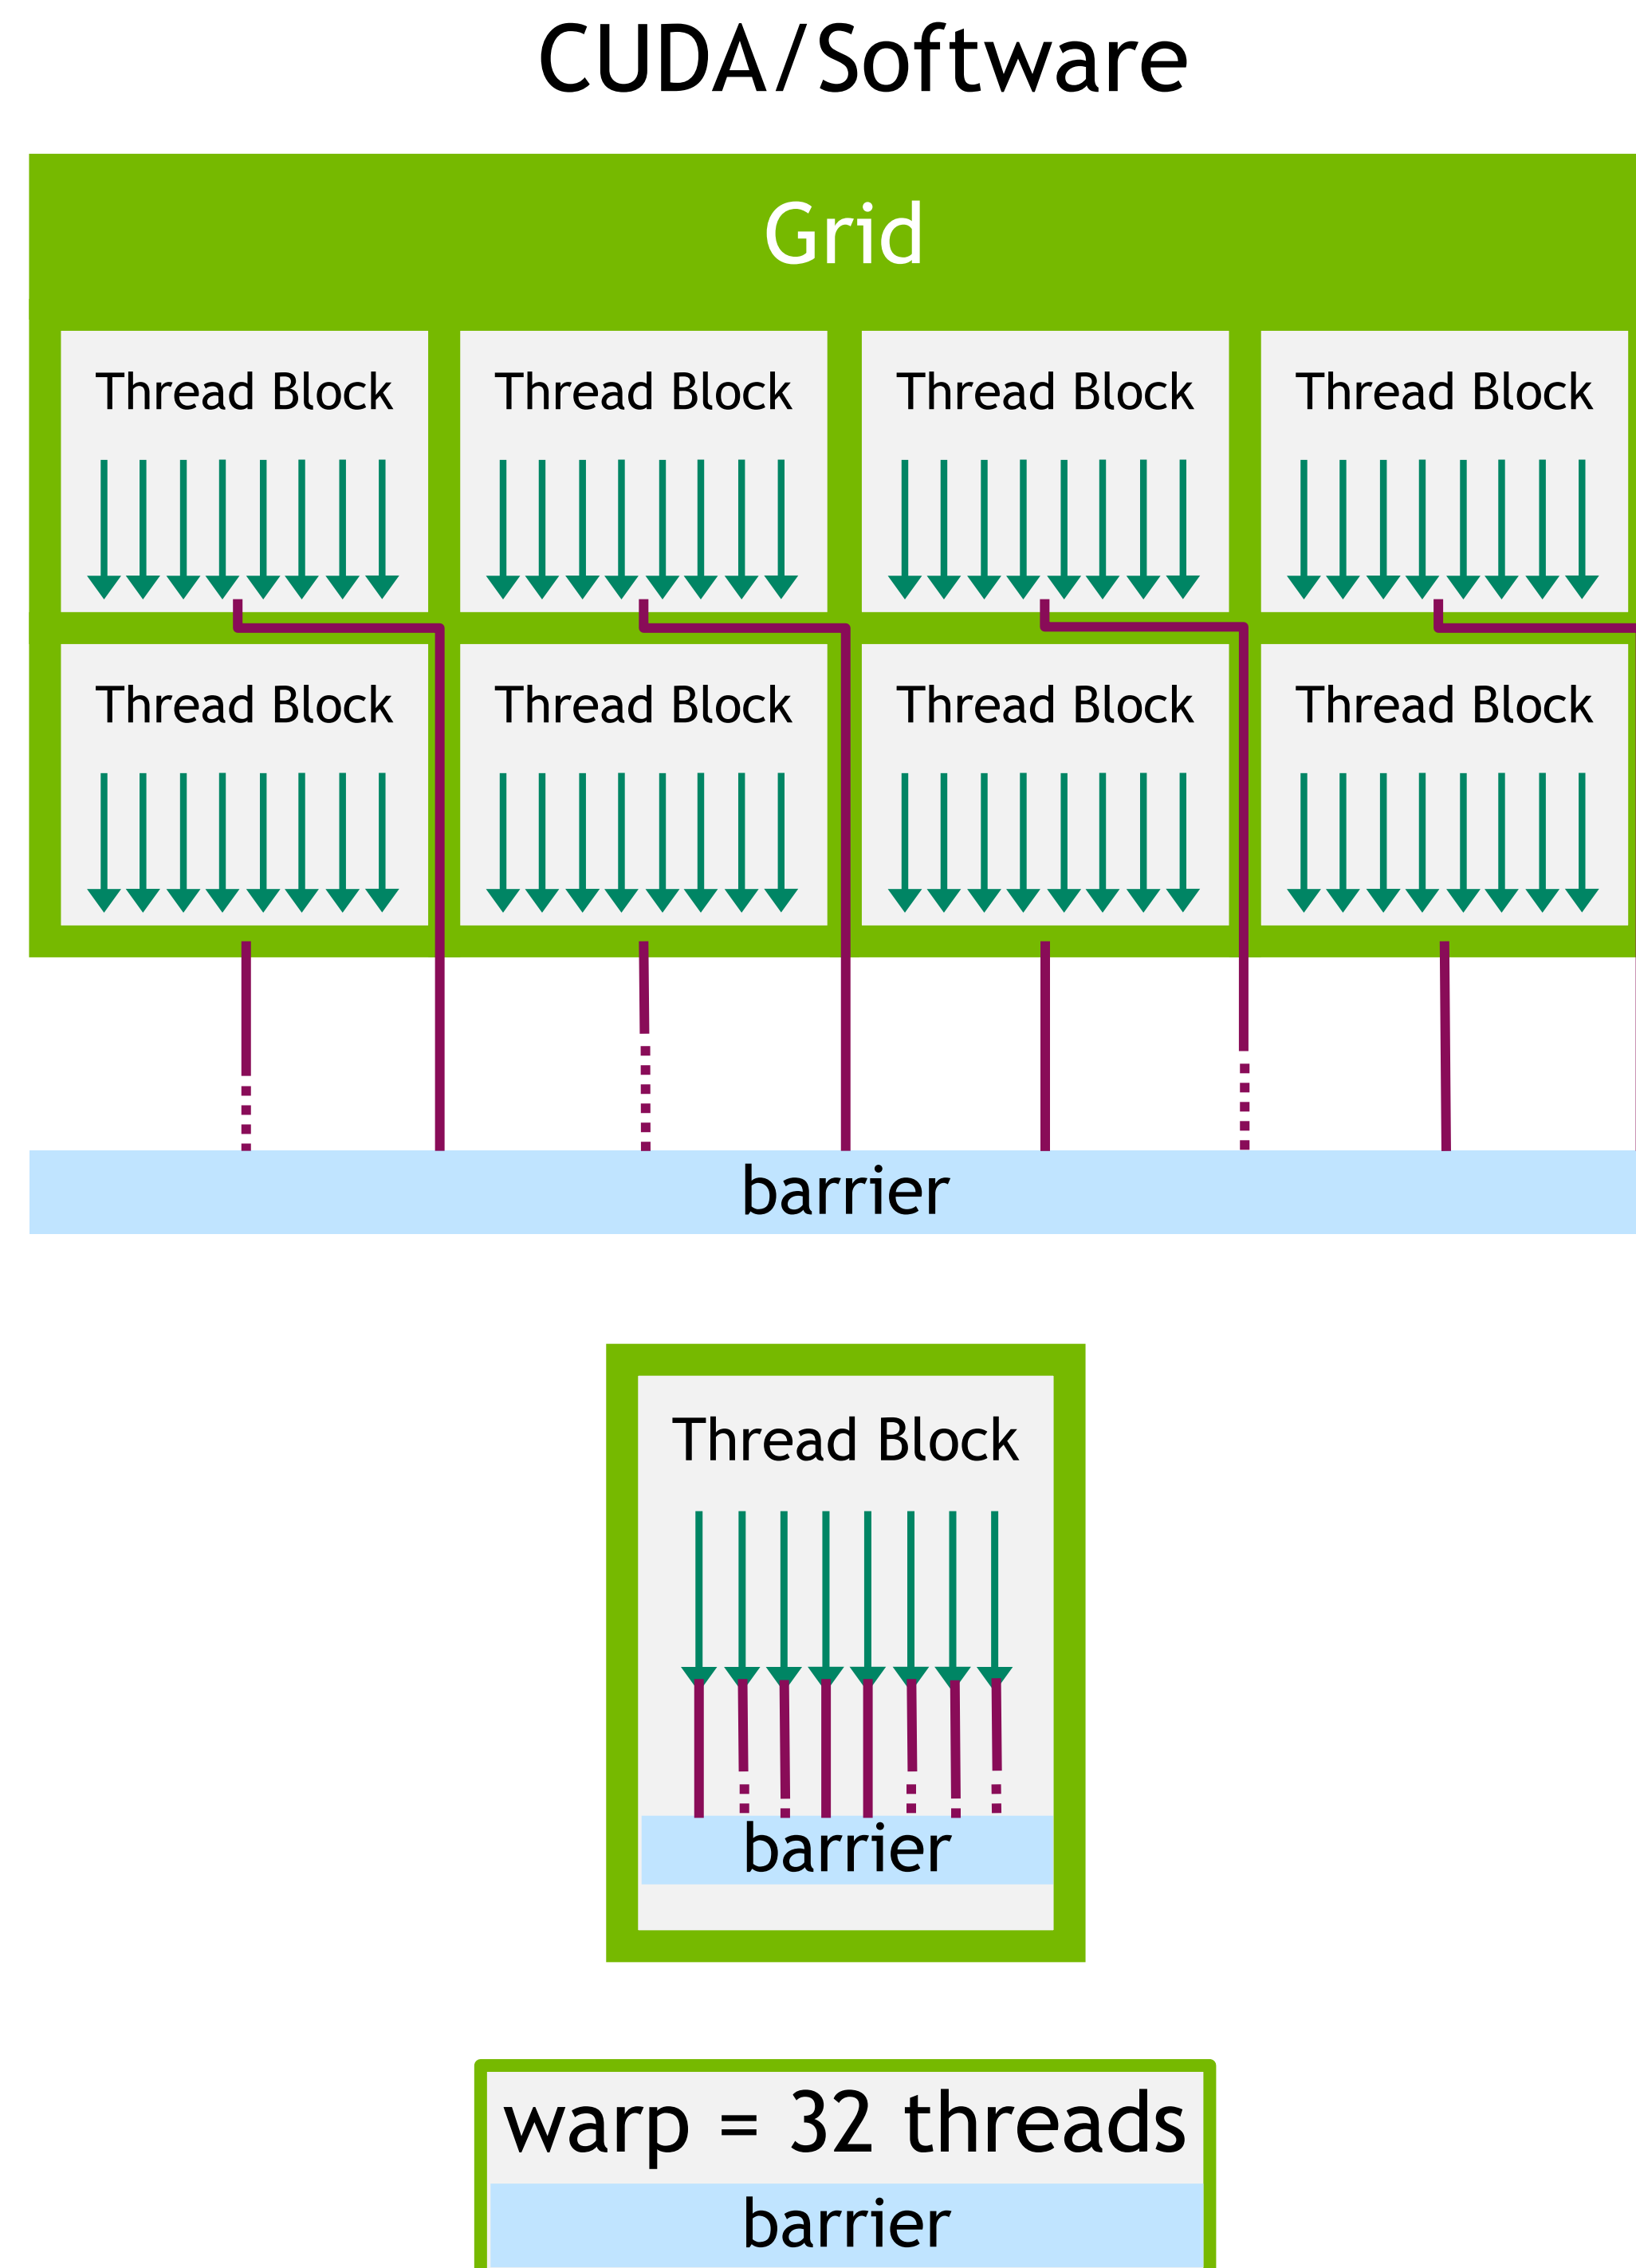 CUDA/Software
Grid
Thread Block Thread Block Thread Block Thread Block
Thread Block Thread Block Thread Block Thread Block
barrier
Thread Block
barrier
warp = 32 threads
barrier